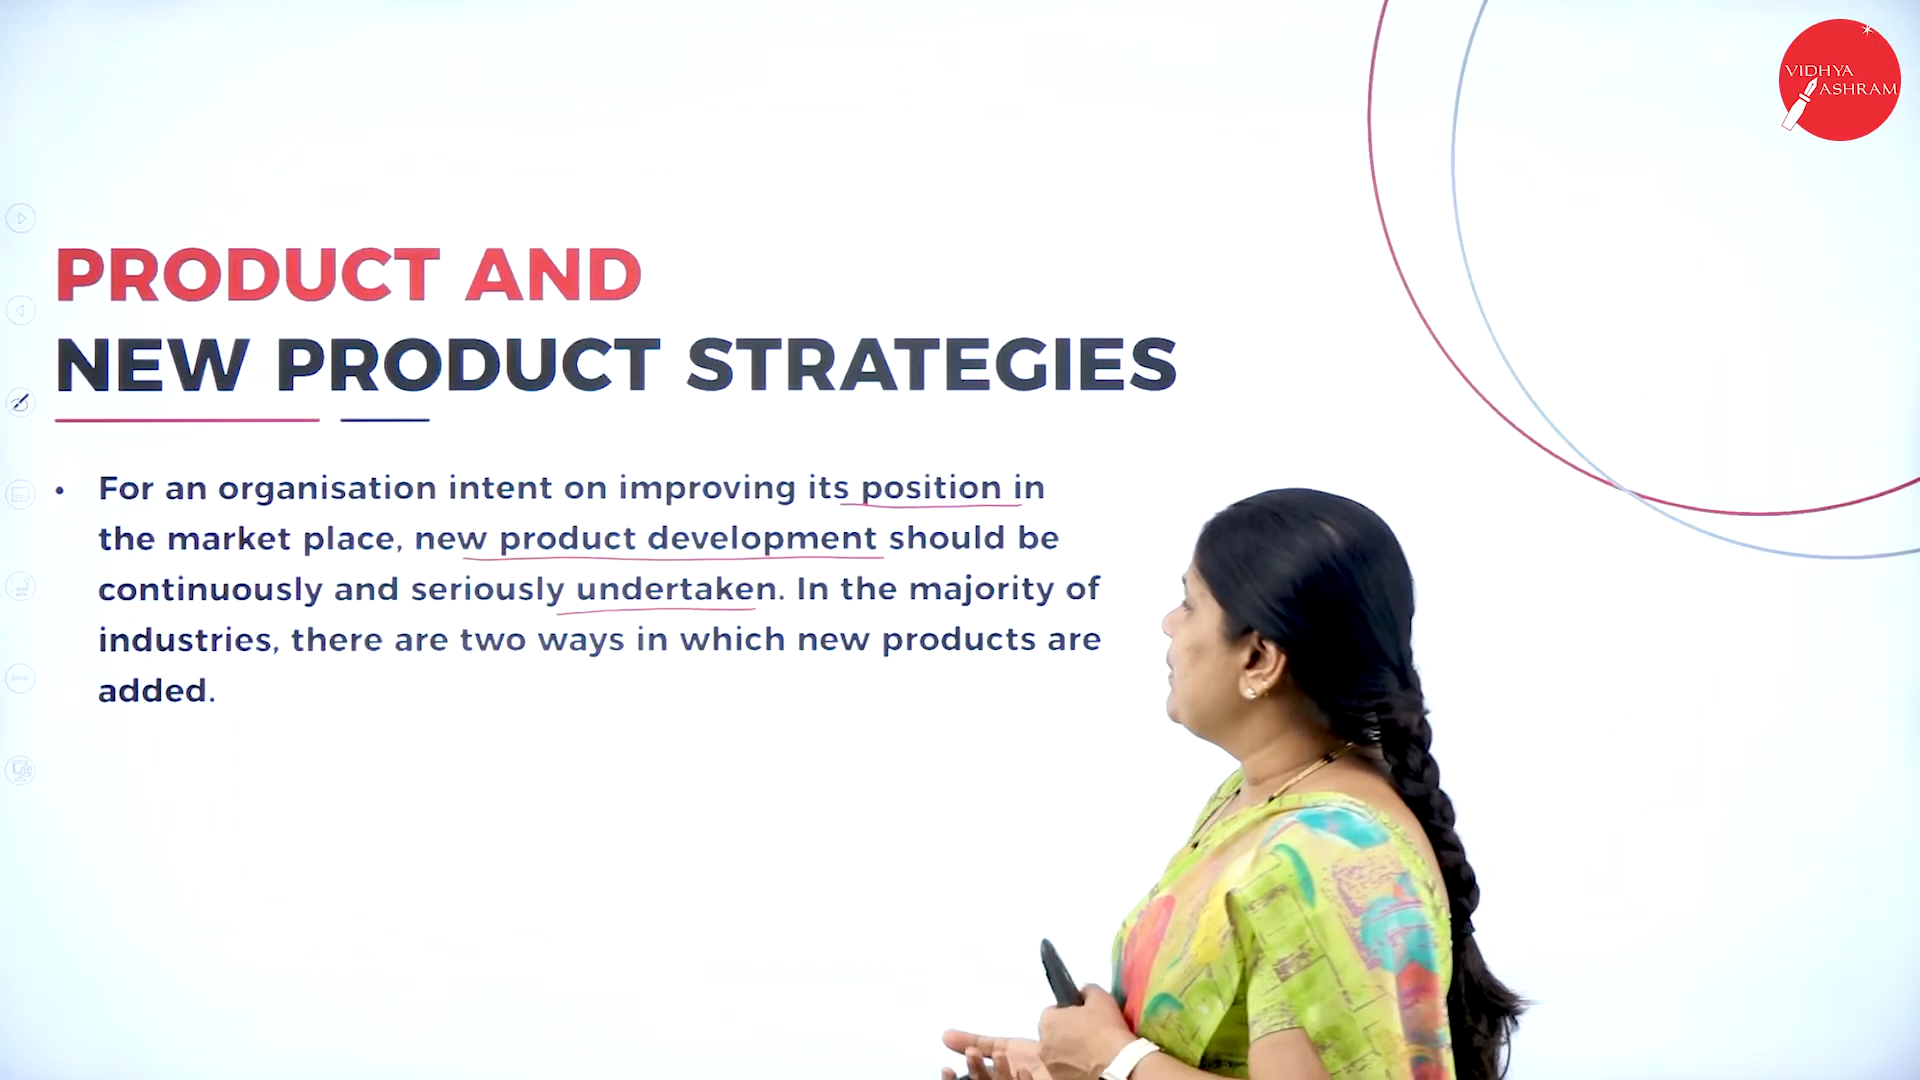 VIDHYA
ASHRAM
PRODUCT AND
NEW PRODUCT STRATEGIES
• For an organisation intent on improving its position in
the market place, new product development should be
continuously and seriously undertaken. In the majority of
industries, there are two ways in which new products are
added.